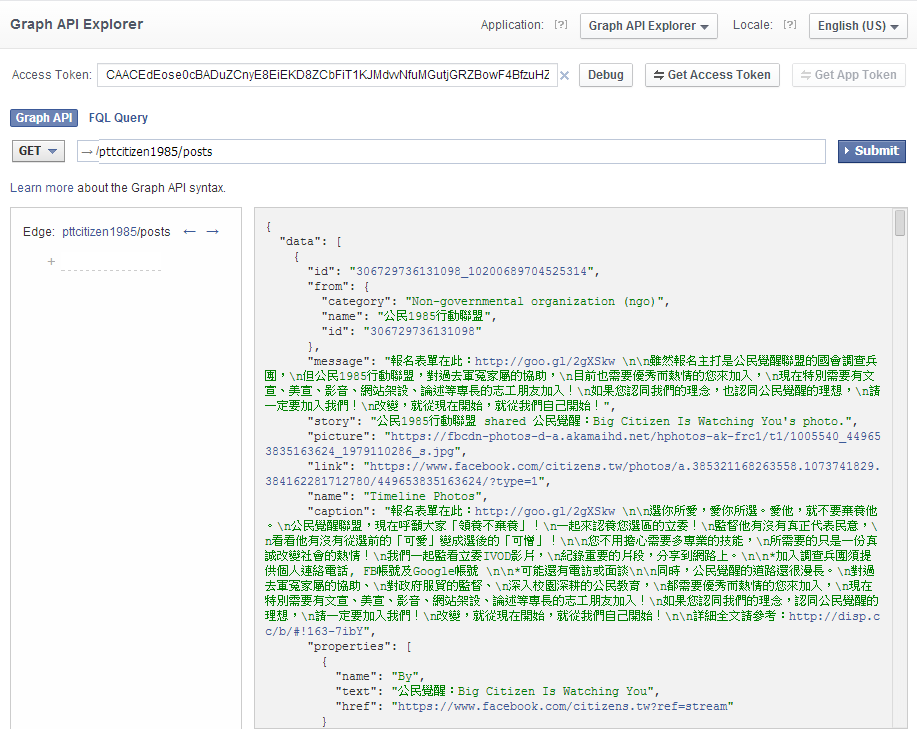 Graph API Explorer
Application: [?] Graph API Explorer Locale: [?] English (US)
Access Token: CAACEdEose0cBADuZCnyE8EiEKD8ZCbFiT1KJMdwNfuMGutjGRZBowF4BfzuHZ × Debug Get Access Token Get App Token
Graph API FQL Query
GET →/pttcitizen1985/posts Submit
Learn more about the Graph API syntax.
Edge: pttcitizen1985/posts ← →
+
{
"data": [
{
"id": "306729736131098_10200689704525314",
"from": {
"category": "Non-governmental organization (ngo)",
"name": "公民1985行動聯盟",
"id": "306729736131098"
},
"message": "報名表單在此：http://goo.gl/2gXSkw \n\n雖然報名主打是公民覺醒聯盟的國會調查兵
團，\n但公民1985行動聯盟，對過去軍冤家屬的協助，\n目前也需要優秀而熱情的您來加入，\n現在特別需要有文
宣、美宣、影音、網站架設、論述等專長的志工朋友加入！\n如果您認同我們的理念，也認同公民覺醒的理想，\n請
一定要加入我們！\n改變，就從現在開始，就從我們自己開始！",
"story": "公民1985行動聯盟 shared 公民覺醒：Big Citizen Is Watching You's photo.",
"picture": "https://fbcdn-photos-d-a.akamaihd.net/hphotos-ak-frc1/t1/1005540_44965
3835163624_1979110286_s.jpg",
"link": "https://www.facebook.com/citizens.tw/photos/a.385321168263558.1073741829.
384162281712780/449653835163624/?type=1",
"name": "Timeline Photos",
"caption": "報名表單在此：http://goo.gl/2gXSkw \n\n選你所愛，愛你所選。愛他，就不要棄養他
。\n公民覺醒聯盟，現在呼籲大家「領養不棄養」！\n一起來認養您選區的立委！\n監督他有沒有真正代表民意，\
n看看他有沒有從選前的「可愛」變成選後的「可憎」！\n\n您不用擔心需要多專業的技能，\n所需要的只是一份真
誠改變社會的熱情！\n我們一起監看立委IVOD影片，\n紀錄重要的片段，分享到網路上。\n\n*加入調查兵團須提
供個人連絡電話, FB帳號及Google帳號 \n\n*可能還有電訪或面談\n\n同時，公民覺醒的道路還很漫長。\n對過
去軍冤家屬的協助、\n對政府服貿的監督、\n深入校園深耕的公民教育，\n都需要優秀而熱情的您來加入，\n現在
特別需要有文宣、美宣、影音、網站架設、論述等專長的志工朋友加入！\n如果您認同我們的理念，認同公民覺醒的
理想，\n請一定要加入我們！\n改變，就從現在開始，就從我們自己開始！\n\n詳細全文請參考：http://disp.c
c/b/#!163-7ibY",
"properties": [
{
"name": "By",
"text": "公民覺醒：Big Citizen Is Watching You",
"href": "https://www.facebook.com/citizens.tw?ref=stream"
}